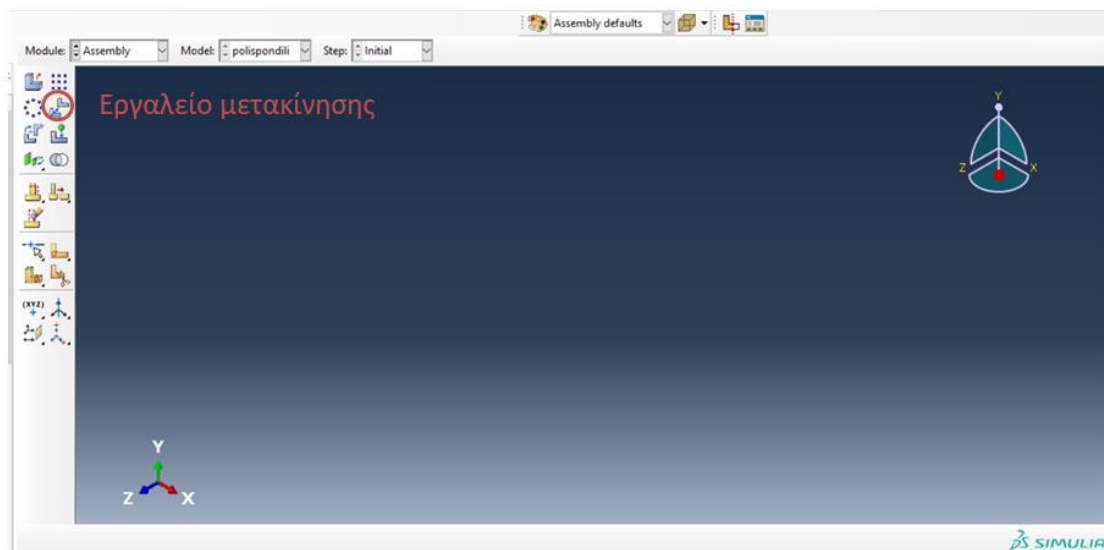 Assembly defaults
Module: Assembly Model: polispondili Step: Initial
Εργαλείο μετακίνησης
Y
Z X
(XYZ)
Y
Z X
SIMULIA